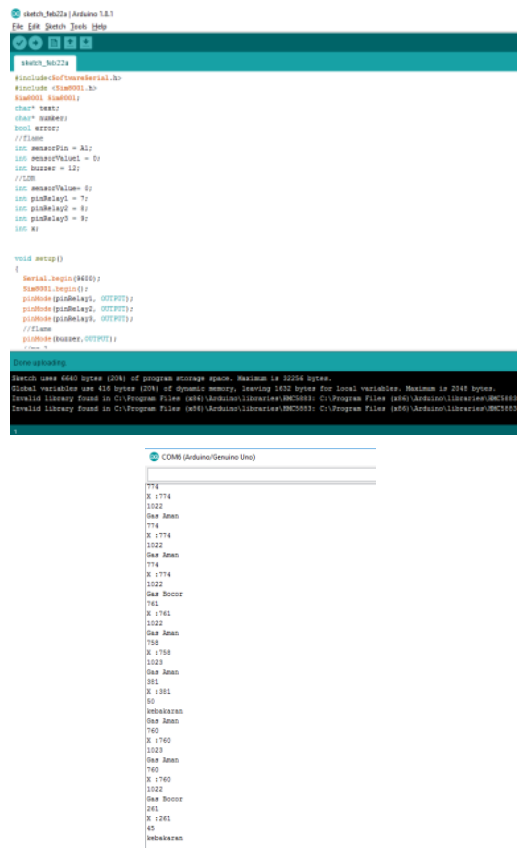 sketch_feb22a | Arduino 1.8.1
File Edit Sketch Tools Help
sketch_feb22a
#include<SoftwareSerial.h>
#include <Sim800l.h>
Sim800l Sim800l;
char* text;
char* number;
bool error;
//flame
int sensorPin = A1;
int sensorValue1 = 0;
int buzzer = 12;
//LDR
int sensorValue= 0;
int pinRelay1 = 7;
int pinRelay2 = 8;
int pinRelay3 = 9;
int x;
void setup()
{
Serial.begin(9600);
Sim800l.begin();
pinMode(pinRelay1, OUTPUT);
pinMode(pinRelay2, OUTPUT);
pinMode(pinRelay3, OUTPUT);
//flame
pinMode(buzzer,OUTPUT);
Done uploading.
Sketch uses 6640 bytes (20%) of program storage space. Maximum is 32256 bytes.
Global variables use 416 bytes (20%) of dynamic memory, leaving 1632 bytes for local variables. Maximum is 2048 bytes.
Invalid library found in C:\Program Files (x86)\Arduino\libraries\HMC5883: C:\Program Files (x86)\Arduino\libraries\HMC5883
Invalid library found in C:\Program Files (x86)\Arduino\libraries\HMC5883: C:\Program Files (x86)\Arduino\libraries\HMC5883
1
COM6 (Arduino/Genuino Uno)
774
X :774
1022
Gas Aman
774
X :774
1022
Gas Aman
774
X :774
1022
Gas Bocor
761
X :761
1022
Gas Aman
758
X :758
1023
Gas Aman
381
X :381
50
kebakaran
Gas Aman
760
X :760
1023
Gas Aman
760
X :760
1022
Gas Bocor
261
X :261
45
kebakaran